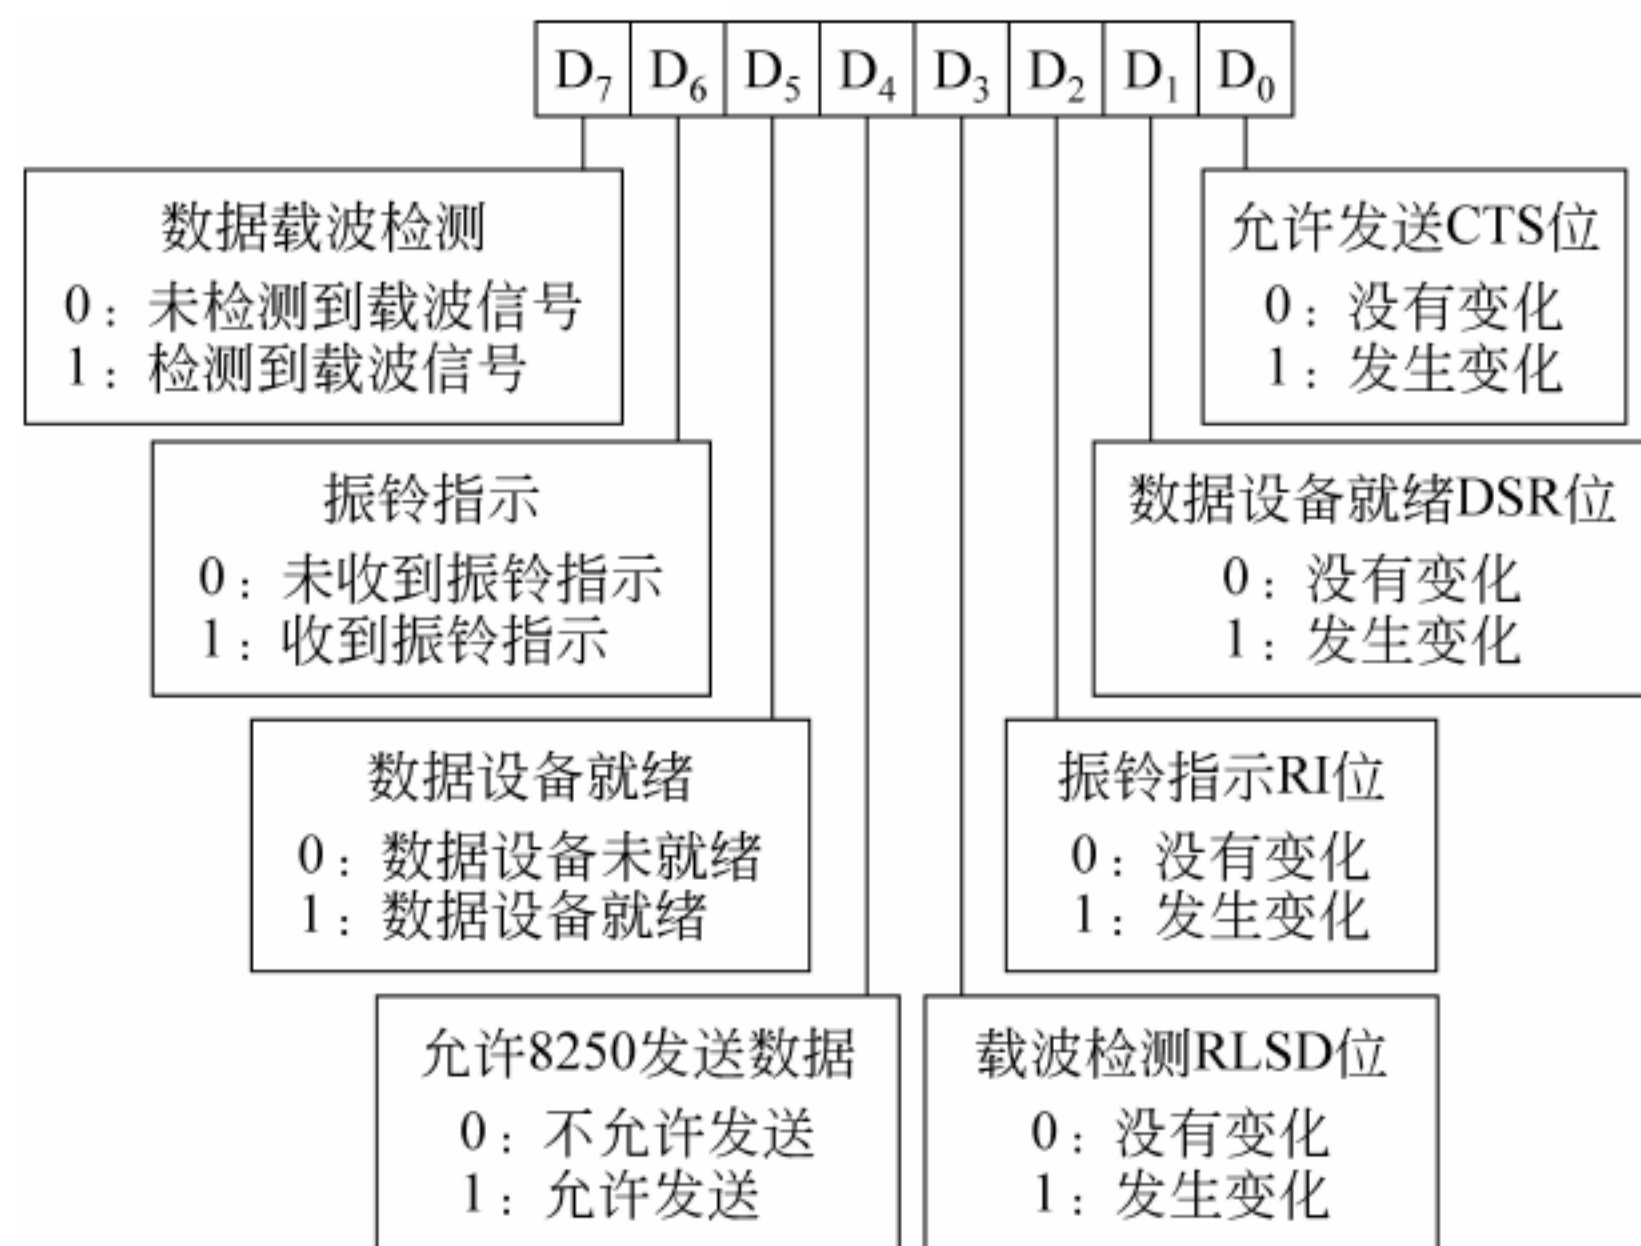 D7 D6 D5 D4 D3 D2 D1 D0
数据载波检测
0：未检测到载波信号
1：检测到载波信号
允许发送CTS位
0：没有变化
1：发生变化
振铃指示
0：未收到振铃指示
1：收到振铃指示
数据设备就绪DSR位
0：没有变化
1：发生变化
数据设备就绪
0：数据设备未就绪
1：数据设备就绪
振铃指示RI位
0：没有变化
1：发生变化
允许8250发送数据
0：不允许发送
1：允许发送
载波检测RLSD位
0：没有变化
1：发生变化